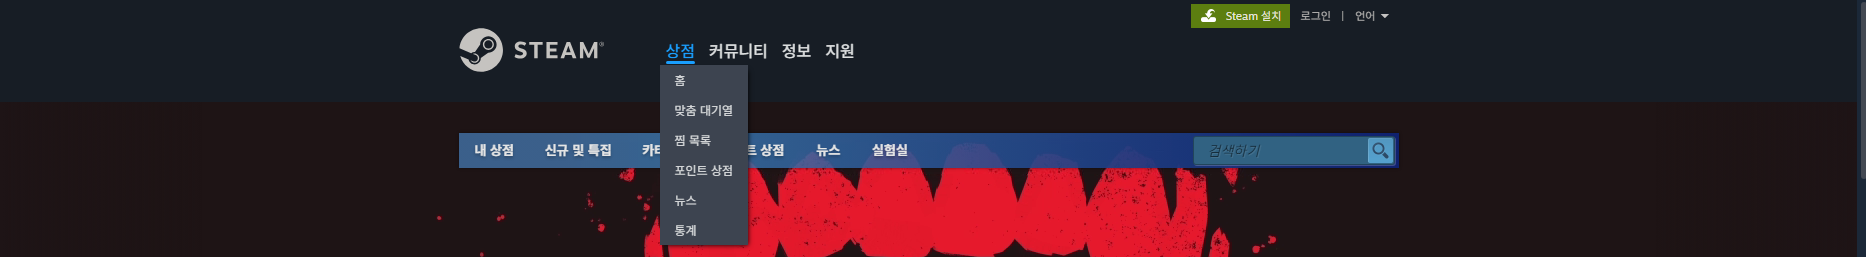 Steam 설치 로그인 | 언어
STEAM® 상점 커뮤니티 정보 지원
홈
맞춤 대기열
내 상점 신규 및 특집 찜 목록 상점 뉴스 실험실 검색하기
포인트 상점
뉴스
통계